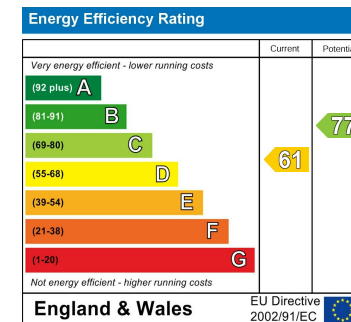 Energy Efficiency Rating
Current Potentia
Very energy efficient - lower running costs
(92 plus) A
(81-91) B
77
(69-80) C
61
(55-68) D
(39-54) E
(21-38) F
(1-20) G
Not energy efficient - higher running costs
England & Wales
EU Directive
2002/91/EC